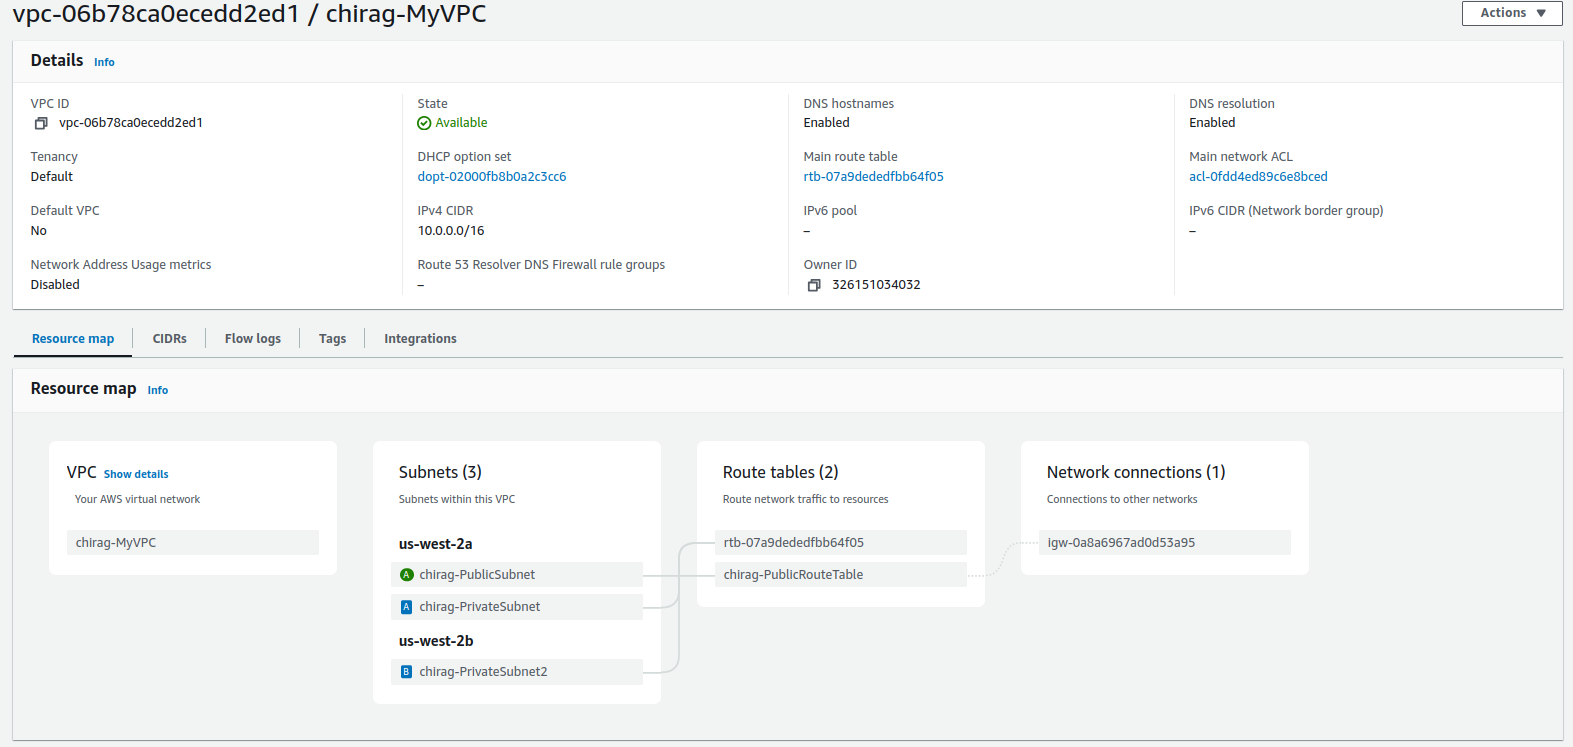 vpc-06b78ca0ecedd2ed1 / chirag-MyVPC
Actions
Details Info
VPC ID
vpc-06b78ca0ecedd2ed1
State
Available
DNS hostnames
Enabled
DNS resolution
Enabled
Tenancy
Default
DHCP option set
dopt-02000fb8b0a2c3cc6
Main route table
rtb-07a9dededfbb64f05
Main network ACL
acl-0fdd4ed89c6e8bced
Default VPC
No
IPv4 CIDR
10.0.0.0/16
IPv6 pool
–
IPv6 CIDR (Network border group)
–
Network Address Usage metrics
Disabled
Route 53 Resolver DNS Firewall rule groups
–
Owner ID
326151034032
Resource map
CIDRs
Flow logs
Tags
Integrations
Resource map Info
VPC Show details
Your AWS virtual network
chirag-MyVPC
Subnets (3)
Subnets within this VPC
us-west-2a
A chirag-PublicSubnet
A chirag-PrivateSubnet
us-west-2b
B chirag-PrivateSubnet2
Route tables (2)
Route network traffic to resources
rtb-07a9dededfbb64f05
chirag-PublicRouteTable
Network connections (1)
Connections to other networks
igw-0a8a6967ad0d53a95